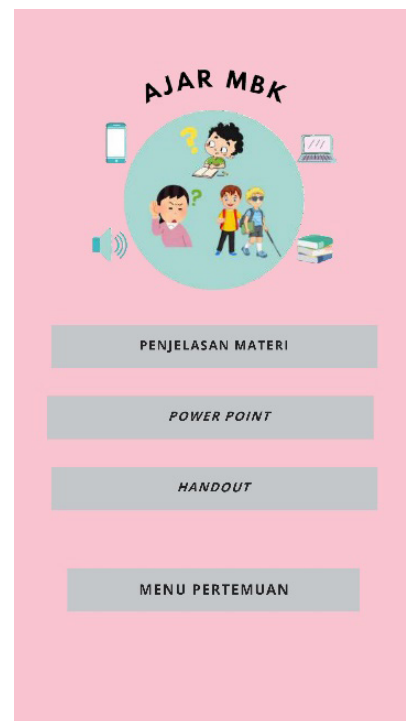 AJAR MBK
PENJELASAN MATERI
POWER POINT
HANDOUT
MENU PERTEMUAN